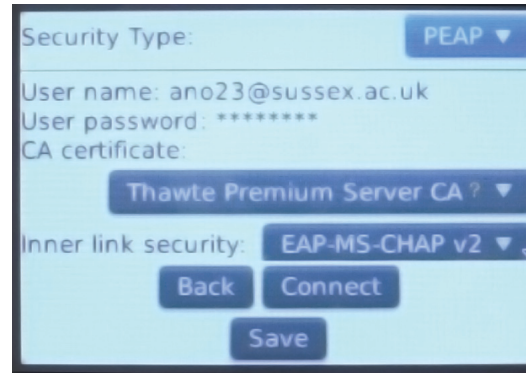 Security Type: PEAP ▼
User name: ano23@sussex.ac.uk
User password: ********
CA certificate:
Thawte Premium Server CA ? ▼
Inner link security: EAP-MS-CHAP v2 ▼
Back Connect
Save